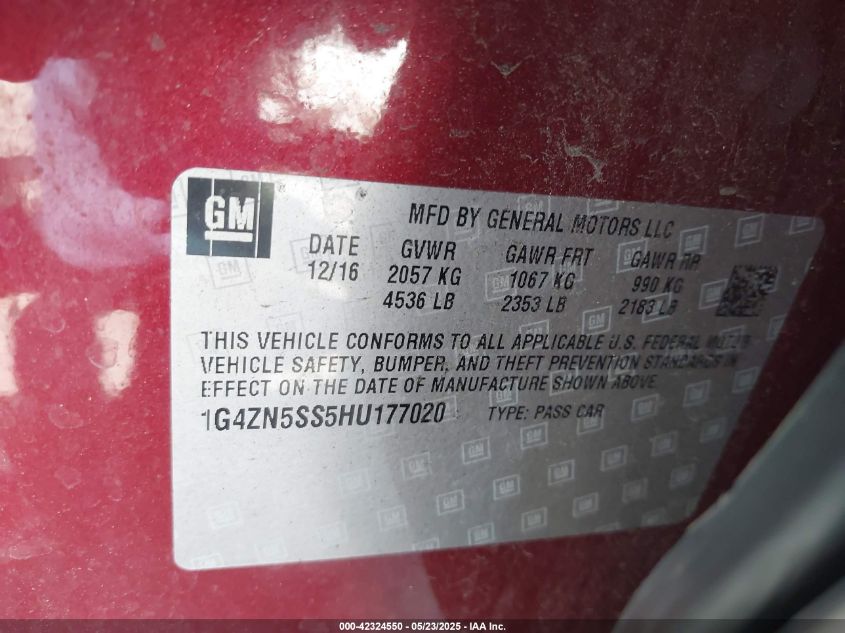 GM
MFD BY GENERAL MOTORS LLC
DATE GVWR GAWR FRT GAWR RR
12/16 2057 KG 1067 KG 990 KG
4536 LB 2353 LB 2183 LB
THIS VEHICLE CONFORMS TO ALL APPLICABLE U.S. FEDERAL MOTOR
VEHICLE SAFETY, BUMPER, AND THEFT PREVENTION STANDARDS IN
EFFECT ON THE DATE OF MANUFACTURE SHOWN ABOVE.
1G4ZN5SS5HU177020 TYPE: PASS CAR
000-42324550 - 05/23/2025 - IAA Inc.